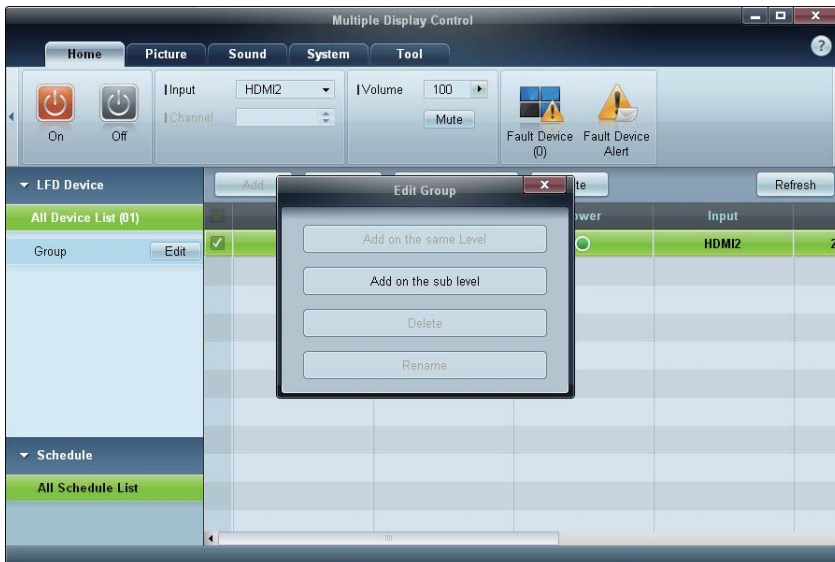 Multiple Display Control
Home Picture Sound System Tool ?
Input HDMI2 Volume 100
Channel Mute
On Off Fault Device (0) Fault Device Alert
LFD Device Add Refresh
Edit Group
All Device List (01) Input
Group Edit HDMI2
Add on the same Level
Add on the sub level
Delete
Rename
Schedule
All Schedule List